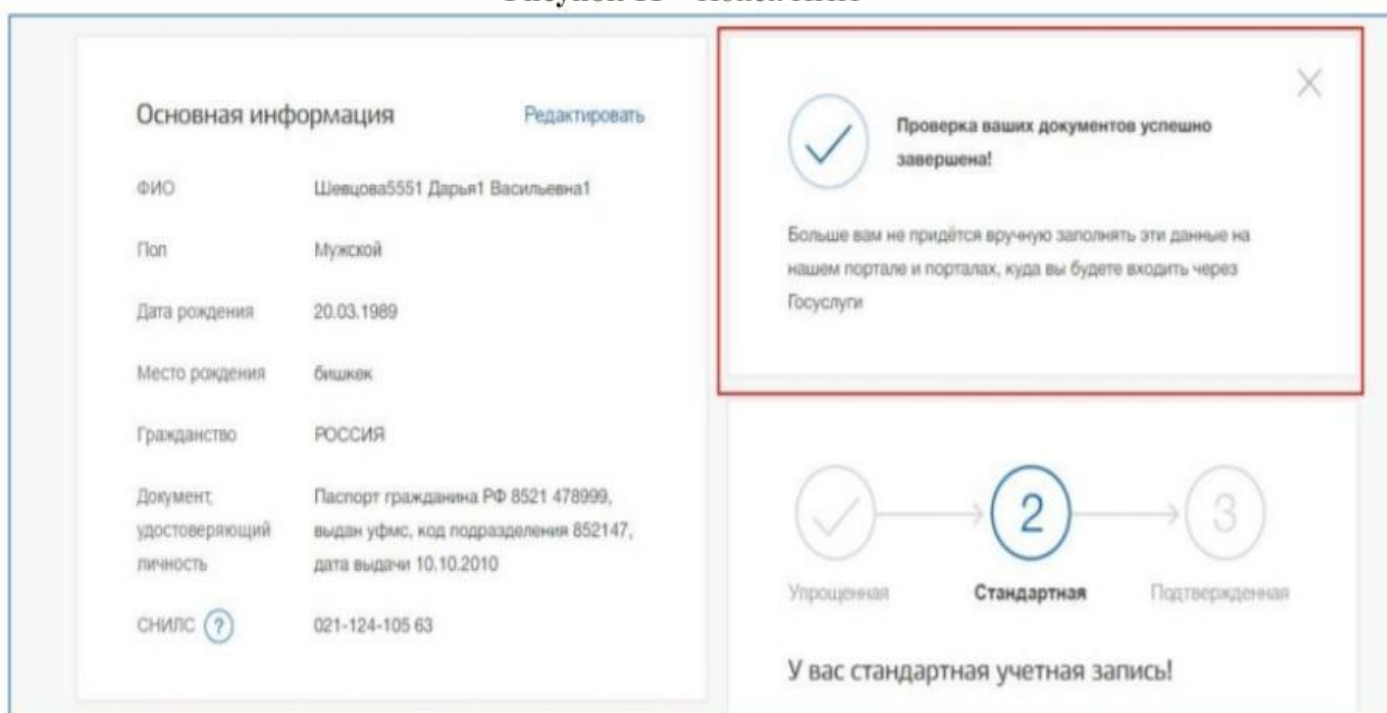 Основная информация Редактировать
ФИО Шевцова5551 Дарья1 Васильевна1
Пол Мужской
Дата рождения 20.03.1989
Место рождения бишкек
Гражданство РОССИЯ
Документ, Паспорт гражданина РФ 8521 478999,
удостоверяющий выдан уфмс, код подразделения 852147,
личность дата выдачи 10.10.2010
СНИЛС ? 021-124-105 63
Проверка ваших документов успешно
завершена!
Больше вам не придётся вручную заполнять эти данные на
нашем портале и порталах, куда вы будете входить через
Госуслуги
2 3
Упрощенная Стандартная Подтвержденная
У вас стандартная учетная запись!